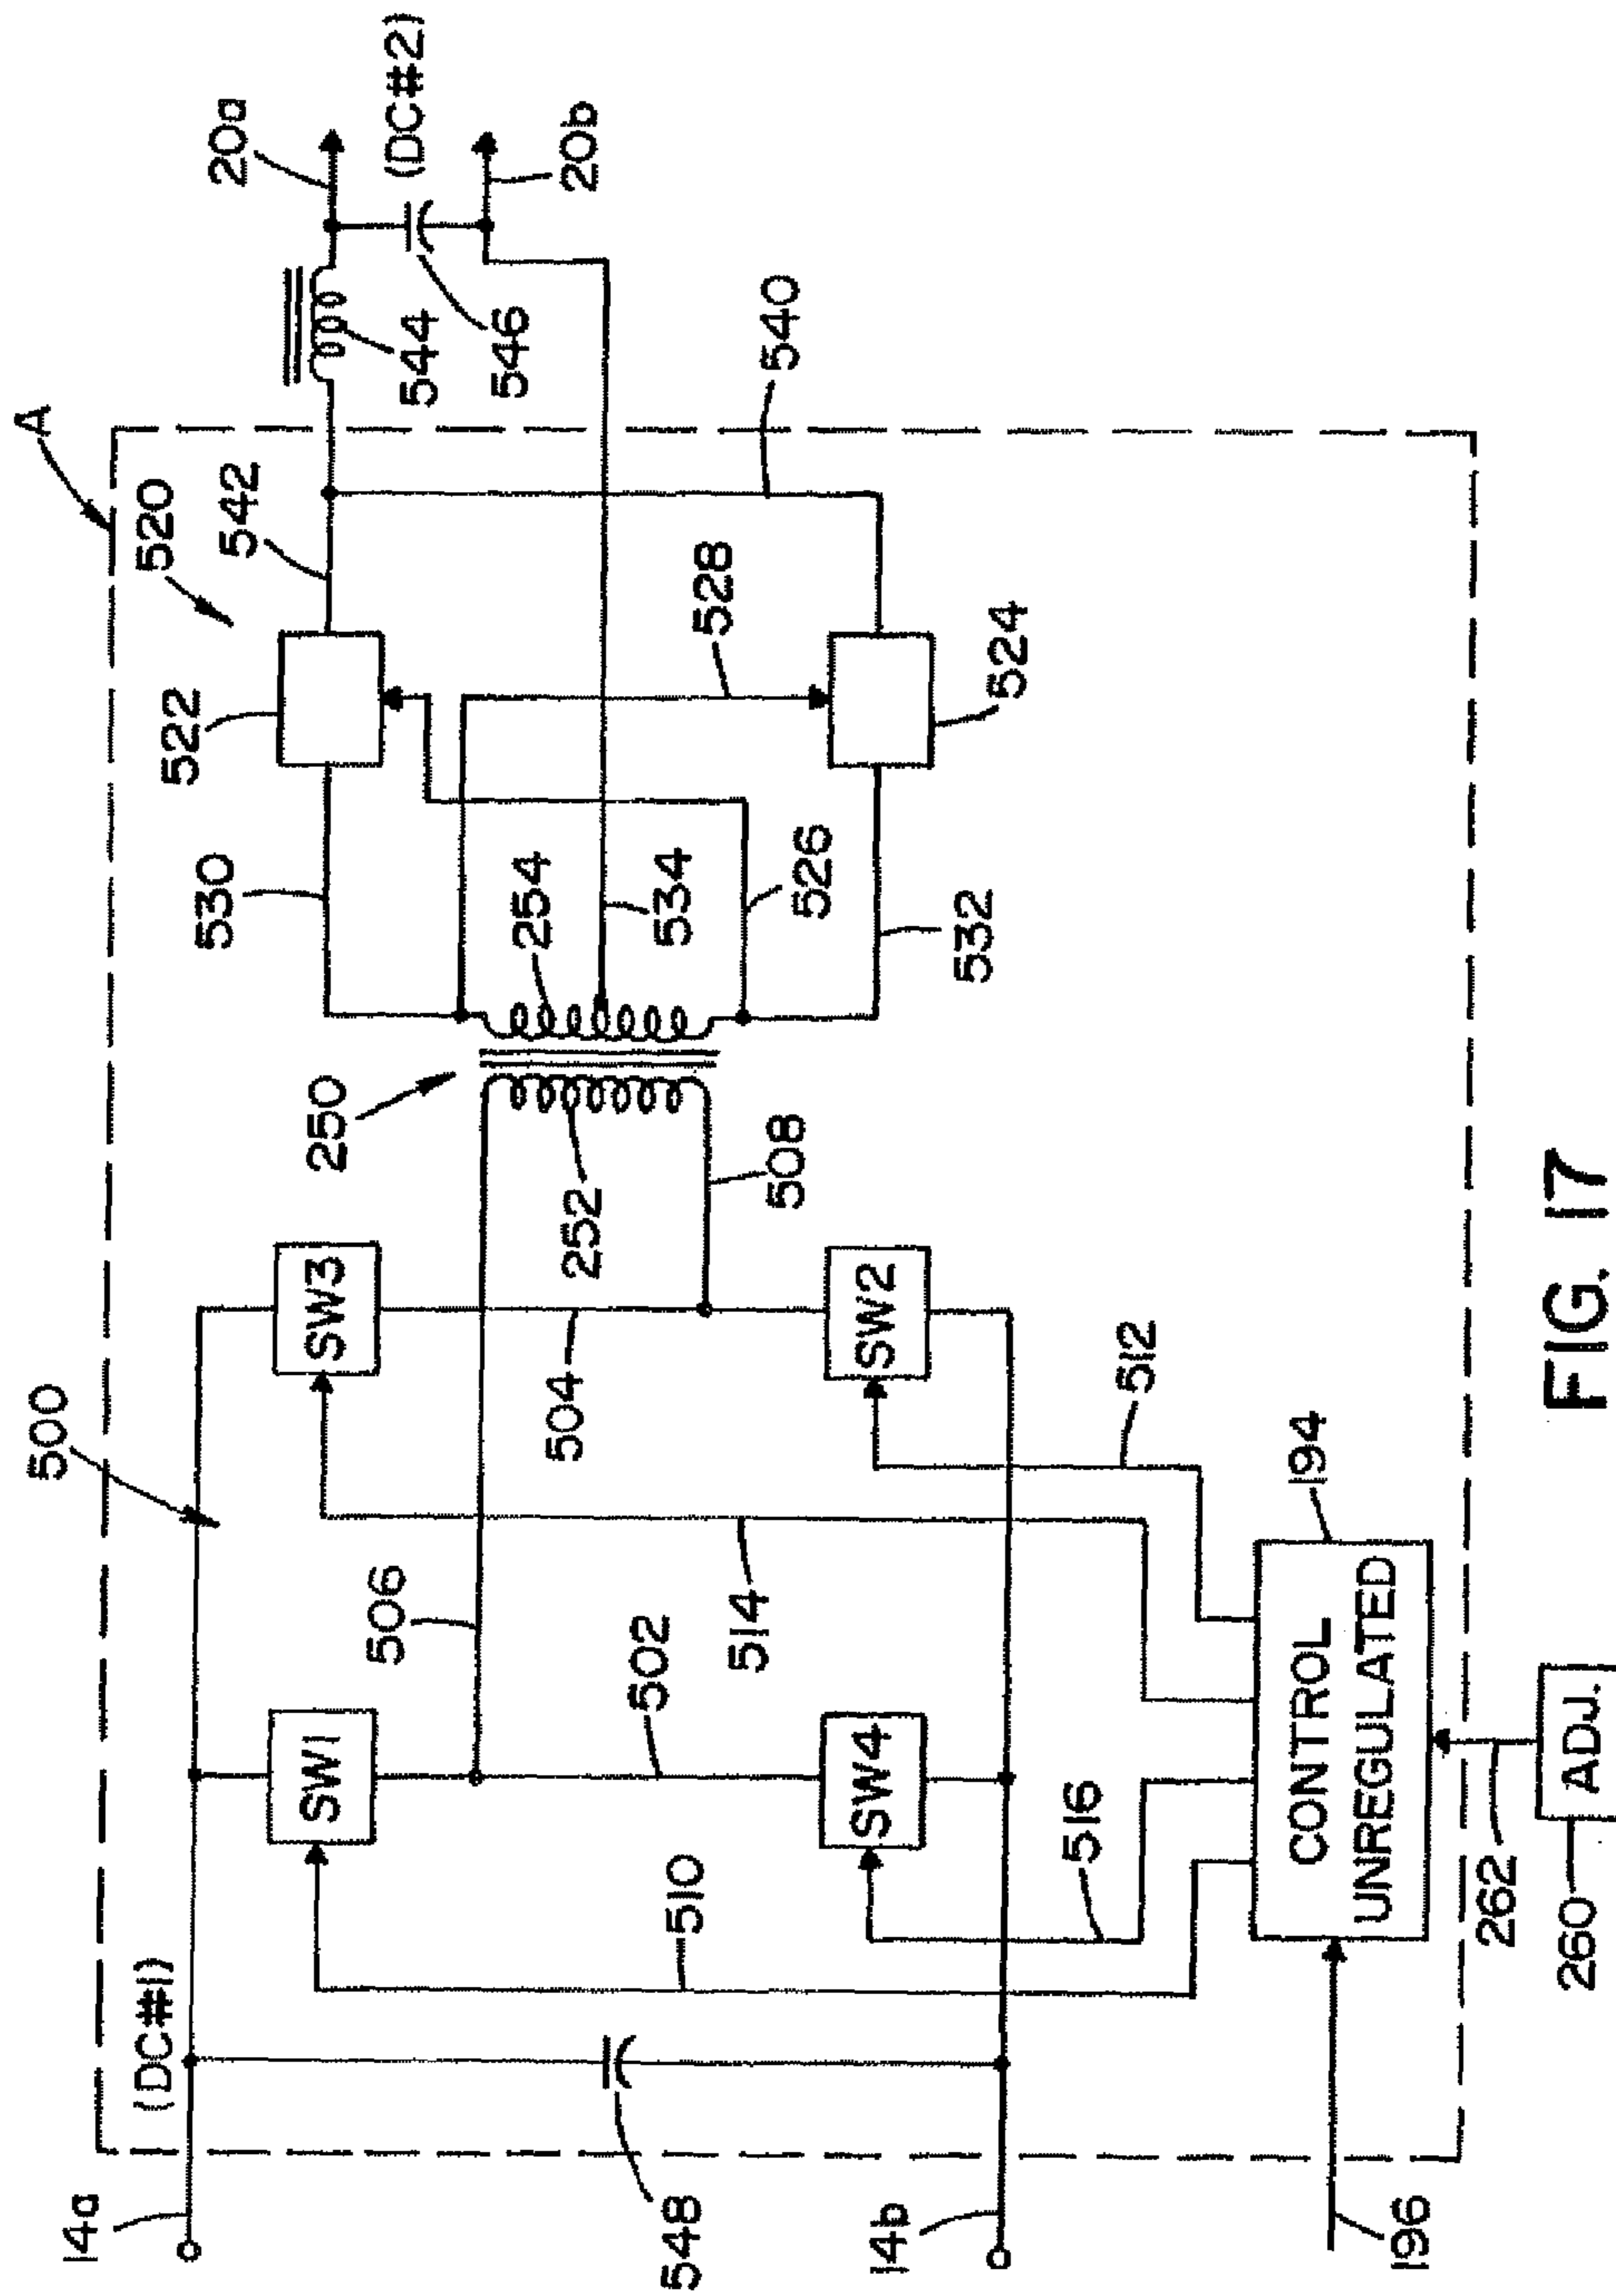 A
500
14a
(DC#1)
SW1
SW3
522
520
542
530
20a
544
(DC#2)
20b
546
540
250
254
252
534
528
526
506
504
508
510
502
514
548
SW4
SW2
524
532
14b
516
512
CONTROL
UNREGULATED
194
196
262
260
ADJ.
FIG. 17